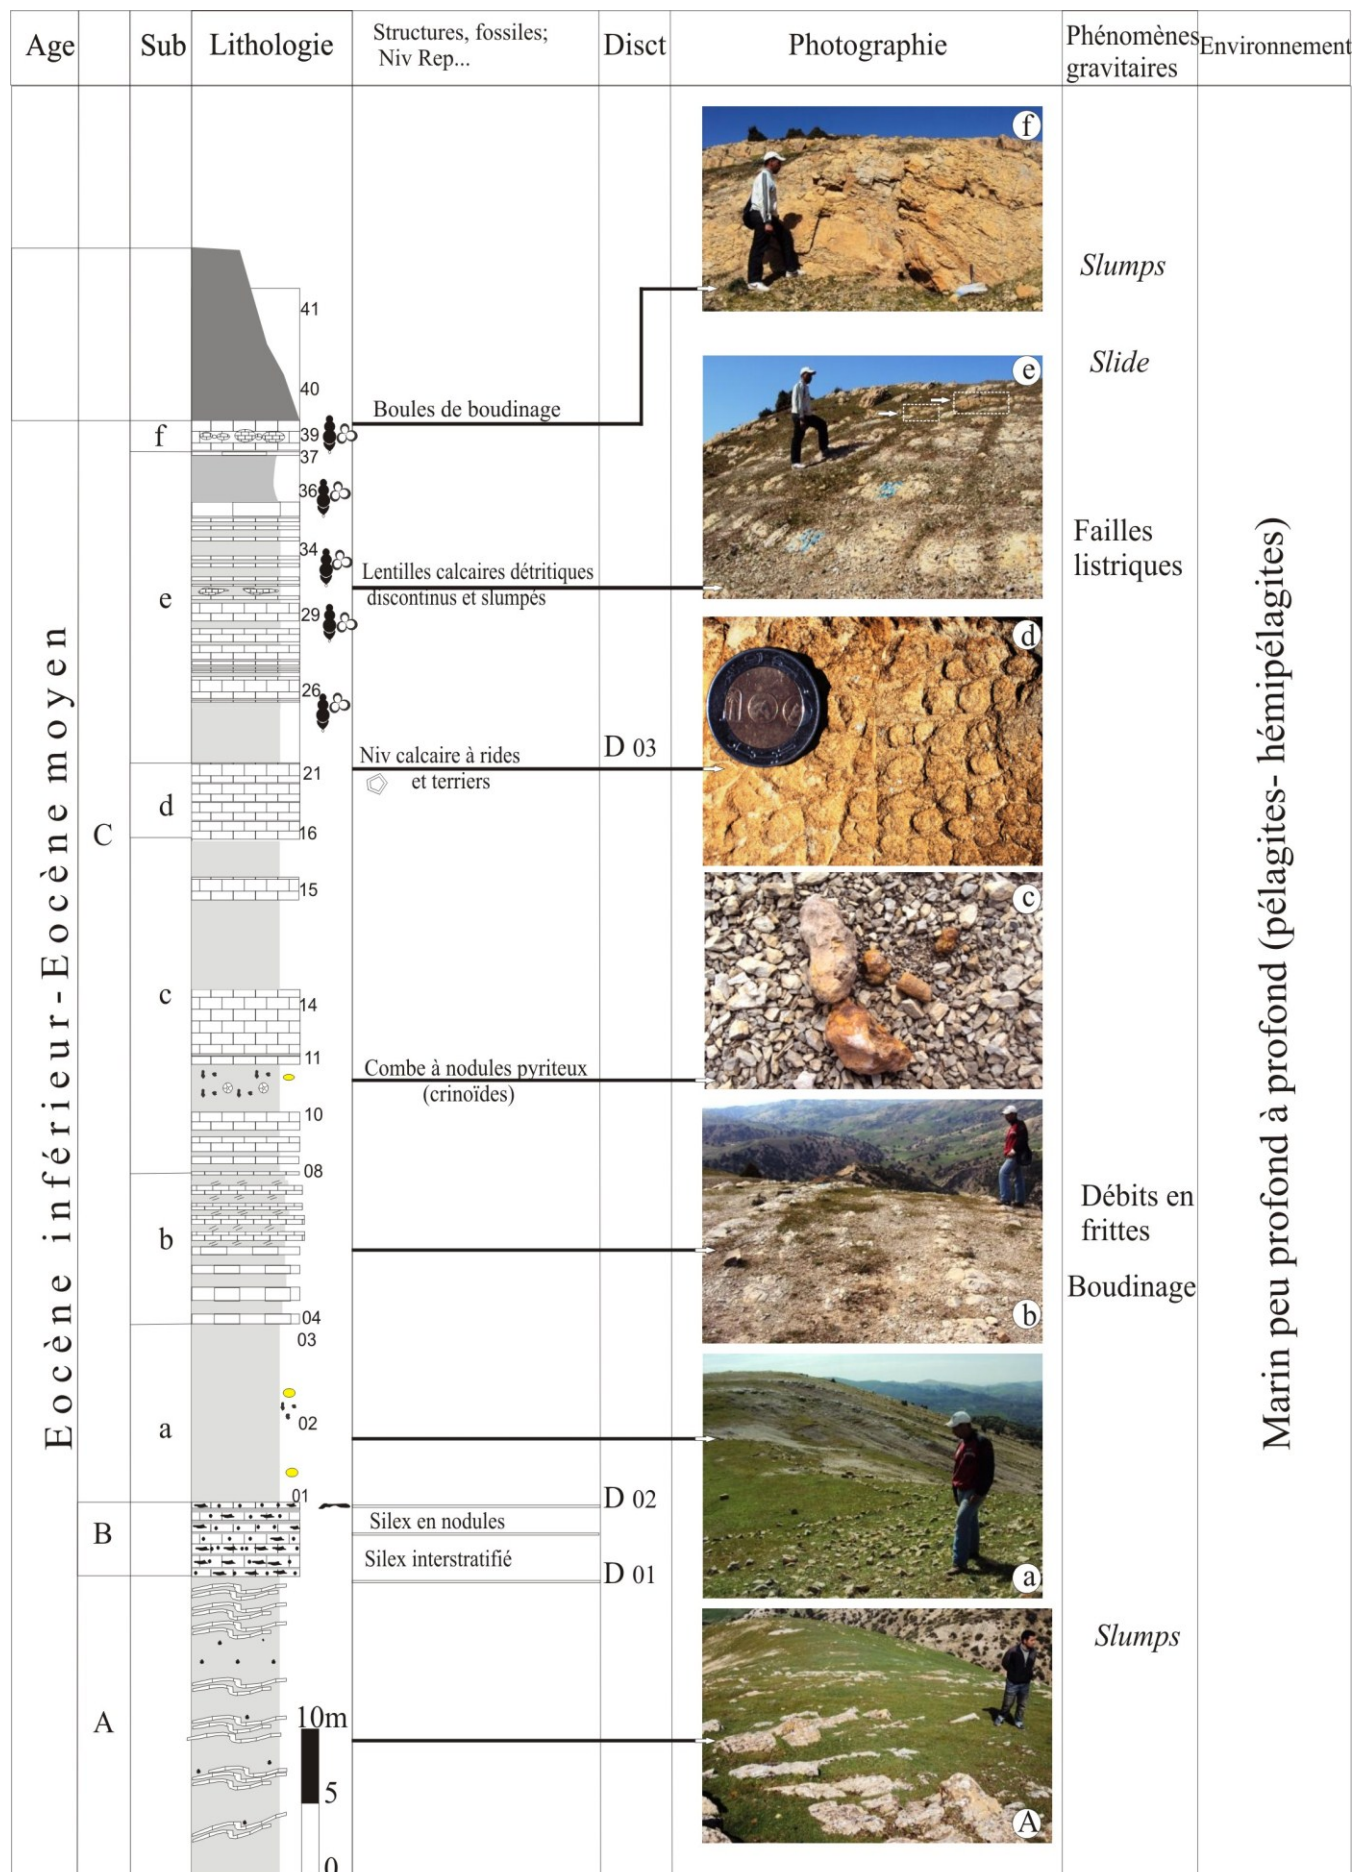 Age
Sub
Lithologie
Structures, fossiles;
Niv Rep...
Disct
Photographie
Phénomènes
gravitaires
Environnement
f
Slumps
41
Slide
e
40
Boules de boudinage
f
39
37
36
Failles
listriques
34
Lentilles calcaires détritiques
discontinus et slumpés
e
29
d
100
26
D 03
Niv calcaire à rides
et terriers
21
d
16
C
15
c
c
14
11
Combe à nodules pyriteux
(crinoïdes)
10
08
Débits en
frittes
b
Boudinage
04
b
03
02
a
01
D 02
Silex en nodules
B
Silex interstratifié
D 01
a
Slumps
10m
A
5
A
0
Eocène inférieur-Eocène moyen
Marin peu profond à profond (pélagites- hémipélagites)